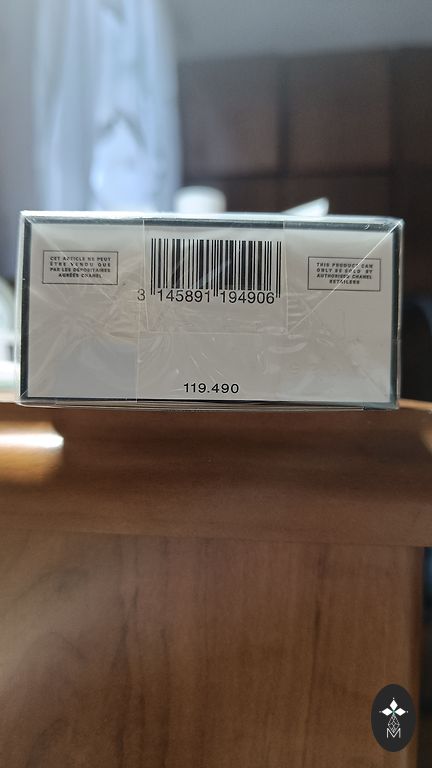 CET ARTICLE NE PEUT
ÊTRE VENDU QUE
PAR LES DÉPOSITAIRES
AGRÉÉS CHANEL
3 145891 194906
THIS PRODUCT CAN
ONLY BE SOLD BY
AUTHORISED CHANEL
RETAILERS
119.490
M